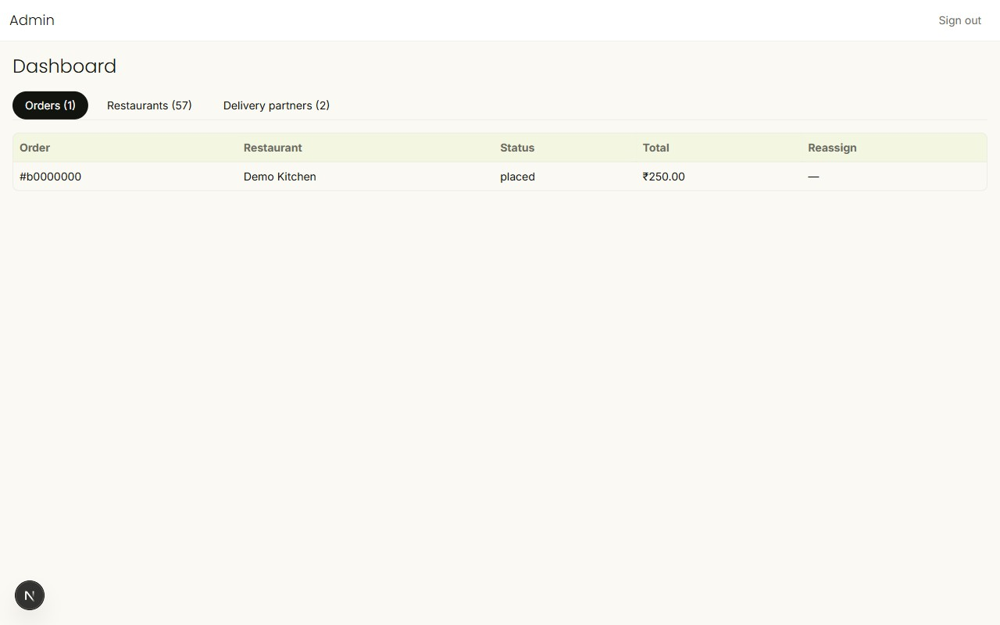 Admin
Sign out
Dashboard
Orders (1)
Restaurants (57)
Delivery partners (2)
Order Restaurant Status Total Reassign
#b0000000 Demo Kitchen placed ₹250.00 —
N